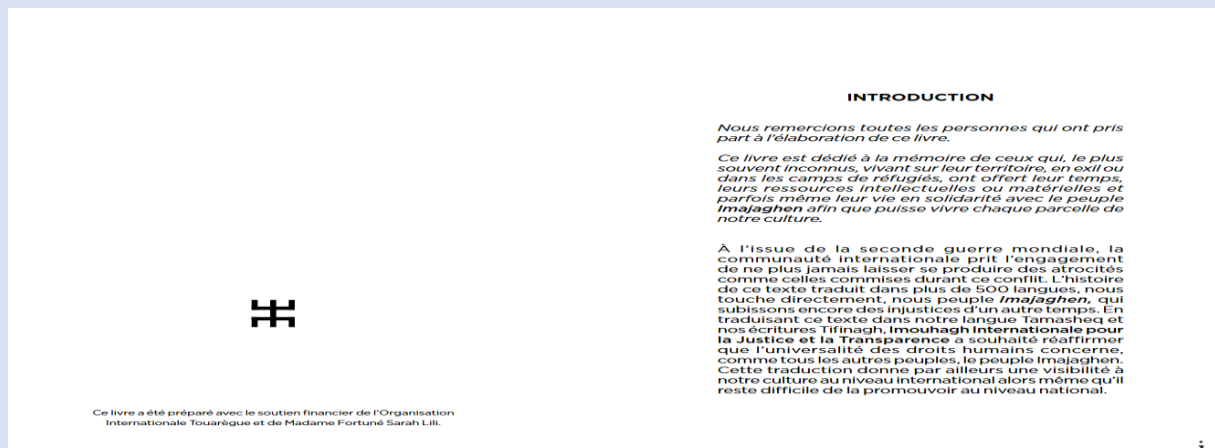 Ce livre a été préparé avec le soutien financier de l'Organisation
Internationale Touarègue et de Madame Fortuné Sarah Lili.
INTRODUCTION
Nous remercions toutes les personnes qui ont pris
part à l'élaboration de ce livre.
Ce livre est dédié à la mémoire de ceux qui, le plus
souvent inconnus, vivant sur leur territoire, en exil ou
dans les camps de réfugiés, ont offert leur temps,
leurs ressources intellectuelles ou matérielles et
parfois même leur vie en solidarité avec le peuple
Imajaghen afin que puisse vivre chaque parcelle de
notre culture.
À l'issue de la seconde guerre mondiale, la
communauté internationale prit l'engagement
de ne plus jamais laisser se produire des atrocités
comme celles commises durant ce conflit. L'histoire
de ce texte traduit dans plus de 500 langues, nous
touche directement, nous peuple Imajaghen, qui
subissons encore des injustices d'un autre temps. En
traduisant ce texte dans notre langue Tamasheq et
nos écritures Tifinagh, Imouhagh Internationale pour
la Justice et la Transparence a souhaité réaffirmer
que l'universalité des droits humains concerne,
comme tous les autres peuples, le peuple Imajaghen.
Cette traduction donne par ailleurs une visibilité à
notre culture au niveau international alors même qu'il
reste difficile de la promouvoir au niveau national.